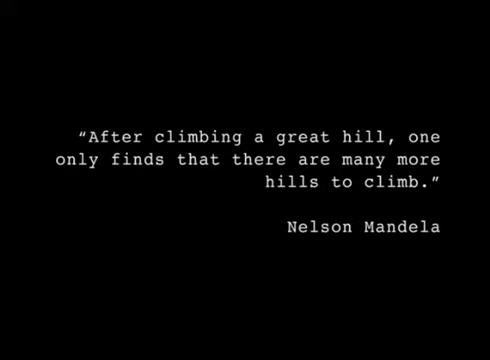 “After climbing a great hill, one
only finds that there are many more
hills to climb.”
Nelson Mandela